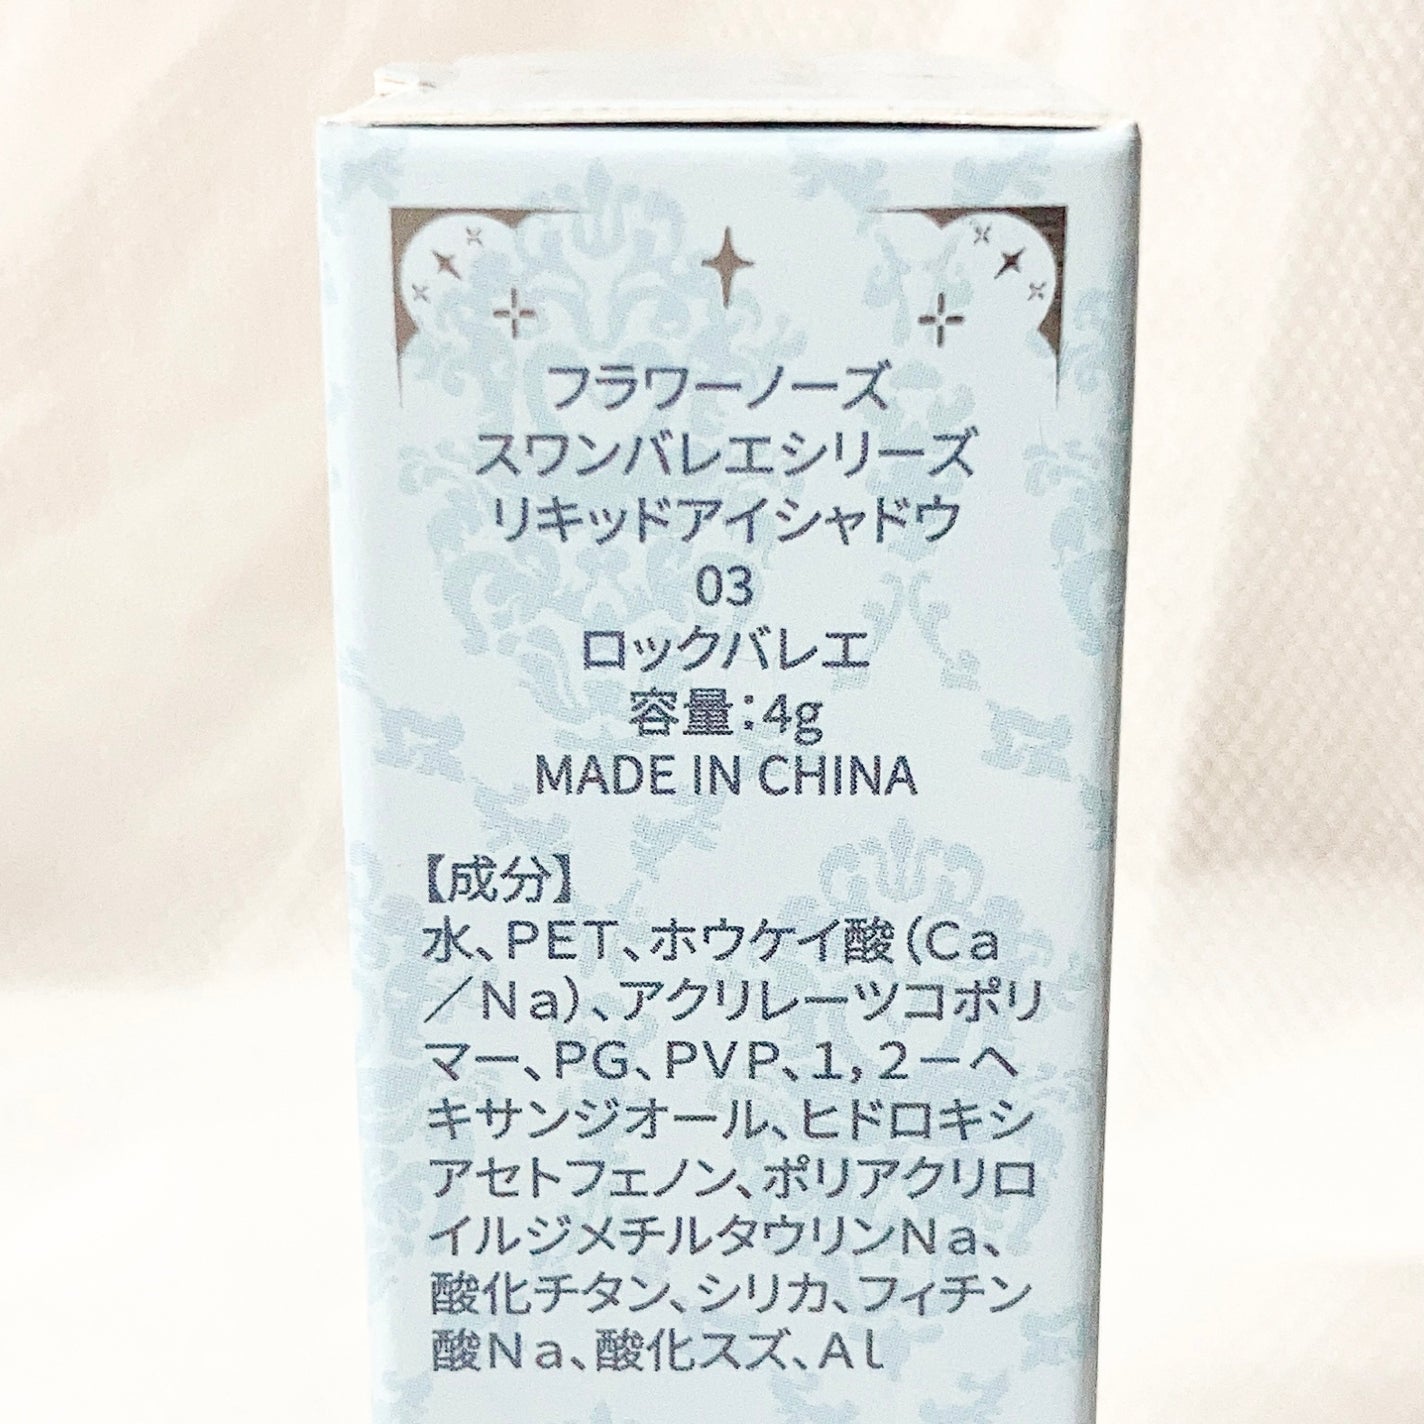 フラワーノーズ
スワンバレエシリーズ
リキッドアイシャドウ
03
ロックバレエ
容量：4g
MADE IN CHINA
【成分】
水、ＰＥＴ、ホウケイ酸（Ｃａ
／Ｎａ）、アクリレーツコポリ
マー、ＰＧ、ＰＶＰ、１，２－ヘ
キサンジオール、ヒドロキシ
アセトフェノン、ポリアクリロ
イルジメチルタウリンＮａ、
酸化チタン、シリカ、フィチン
酸Ｎａ、酸化スズ、Ａｌ